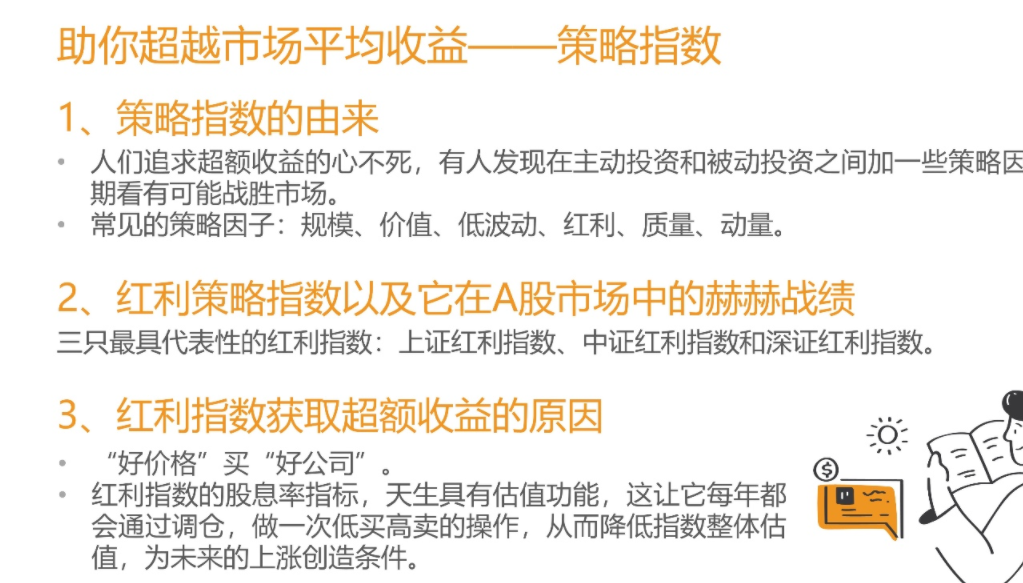 助你超越市场平均收益——策略指数
1、策略指数的由来
• 人们追求超额收益的心不死，有人发现在主动投资和被动投资之间加一些策略因
期看有可能战胜市场。
• 常见的策略因子：规模、价值、低波动、红利、质量、动量。
2、红利策略指数以及它在A股市场中的赫赫战绩
三只最具代表性的红利指数：上证红利指数、中证红利指数和深证红利指数。
3、红利指数获取超额收益的原因
• “好价格”买“好公司”。
• 红利指数的股息率指标，天生具有估值功能，这让它每年都
会通过调仓，做一次低买高卖的操作，从而降低指数整体估
值，为未来的上涨创造条件。
$